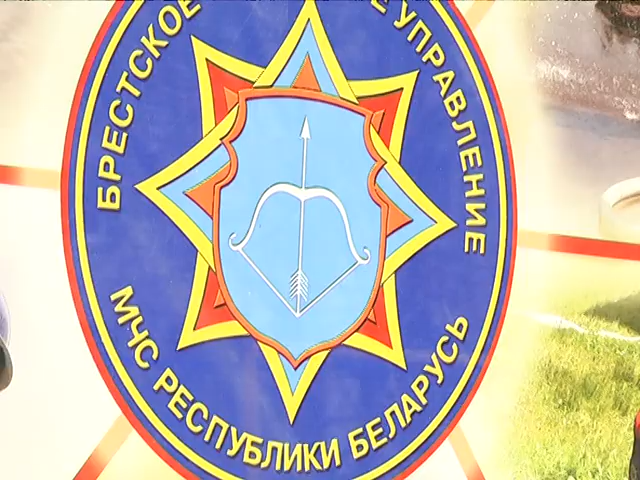 БРЕСТСКОЕ
УПРАВЛЕНИЕ
МЧС РЕСПУБЛИКИ БЕЛАРУСЬ